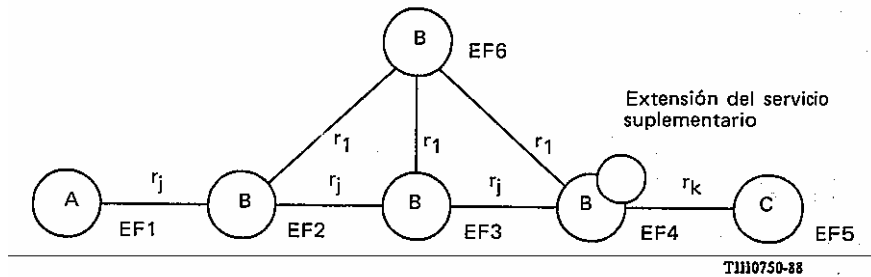 B
EF6
Extensión del servicio
suplementario
r1
r1
r1
A
rj
B
rj
B
rj
B
rk
C
EF1
EF2
EF3
EF4
EF5
T1110750-88